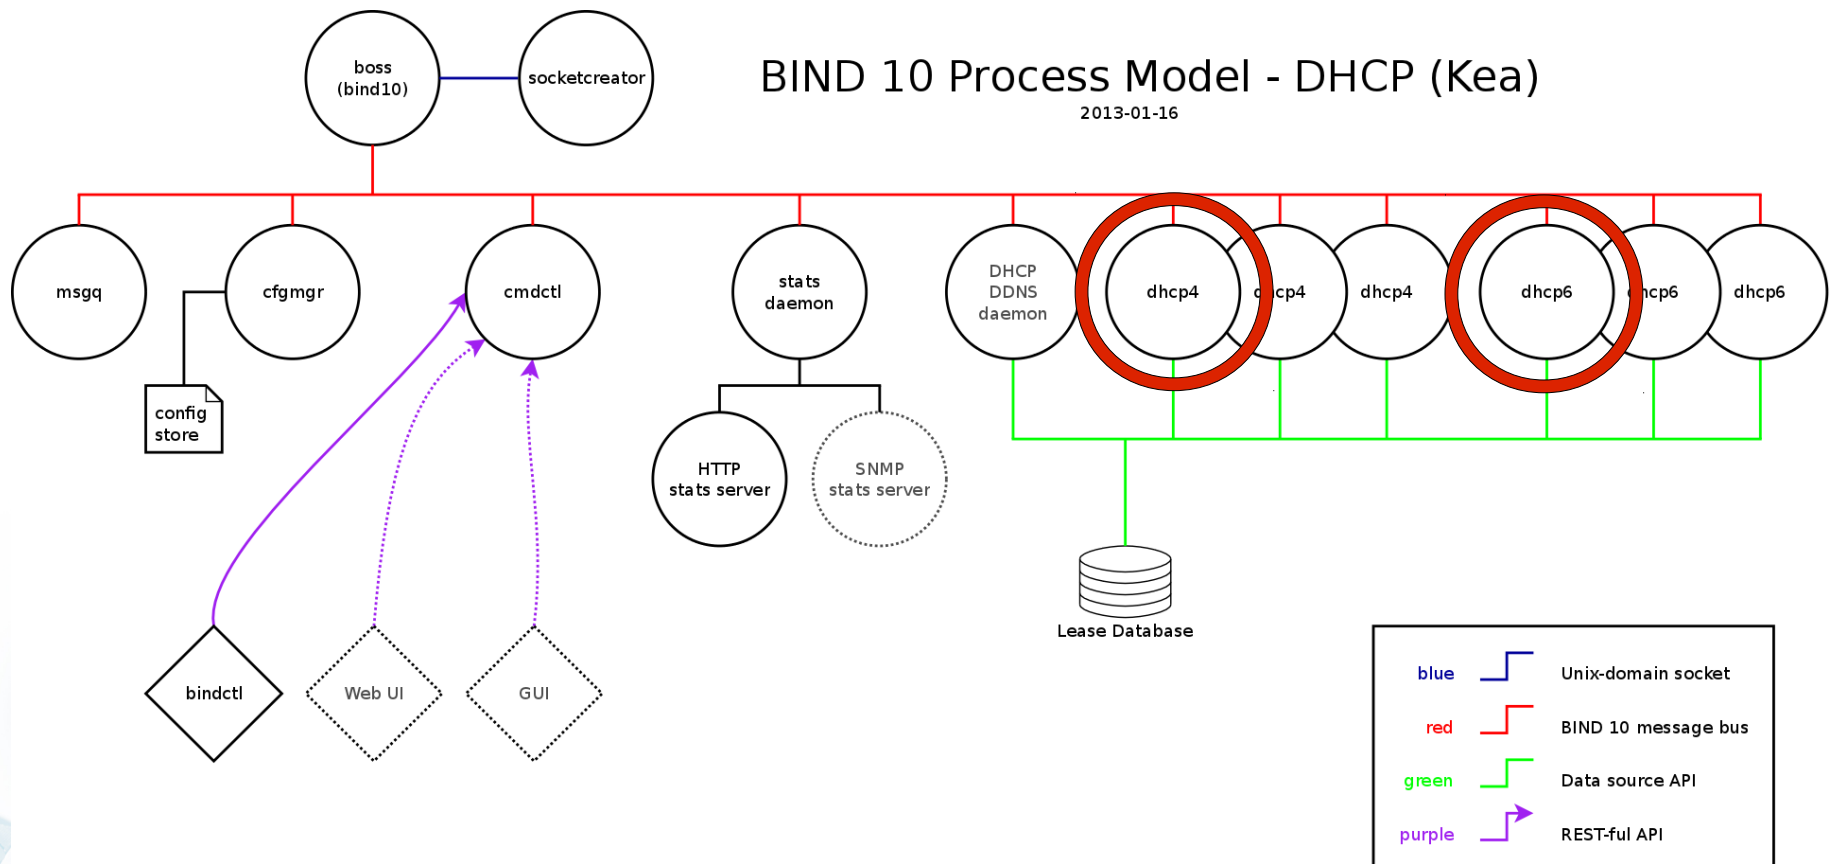 boss
(bind10)
socketcreator
BIND 10 Process Model - DHCP (Kea)
2013-01-16
msgq
cfgmgr
cmdctl
stats
daemon
DHCP
DDNS
daemon
dhcp4
dhcp4
dhcp4
dhcp6
dhcp6
dhcp6
config
store
HTTP
stats server
SNMP
stats server
Lease Database
bindctl
Web UI
GUI
blue Unix-domain socket
red BIND 10 message bus
green Data source API
purple REST-ful API